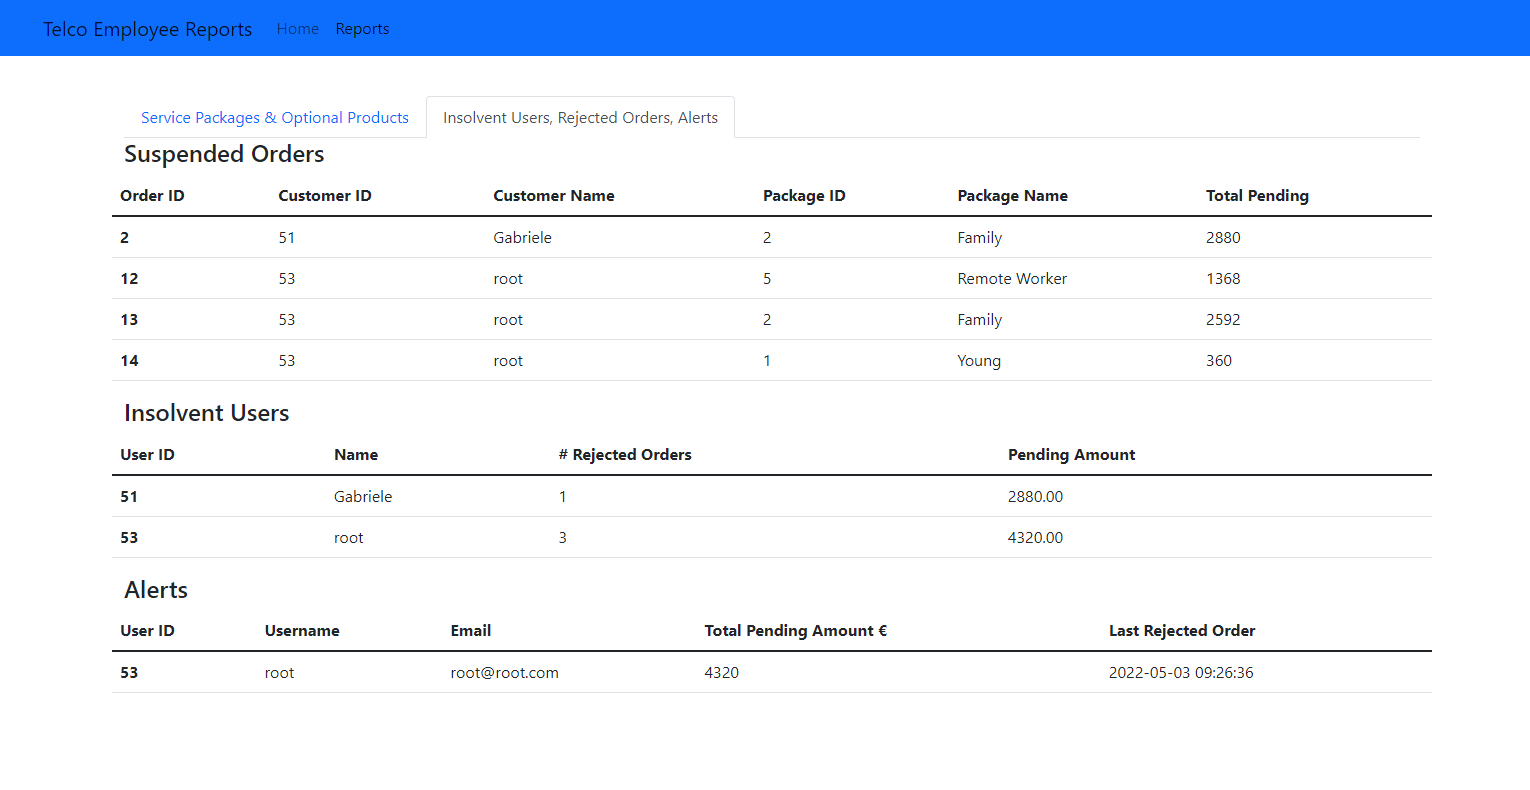 Telco Employee Reports Home Reports
Service Packages & Optional Products Insolvent Users, Rejected Orders, Alerts
Suspended Orders
Order ID Customer ID Customer Name Package ID Package Name Total Pending
2 51 Gabriele 2 Family 2880
12 53 root 5 Remote Worker 1368
13 53 root 2 Family 2592
14 53 root 1 Young 360
Insolvent Users
User ID Name # Rejected Orders Pending Amount
51 Gabriele 1 2880.00
53 root 3 4320.00
Alerts
User ID Username Email Total Pending Amount € Last Rejected Order
53 root root@root.com 4320 2022-05-03 09:26:36